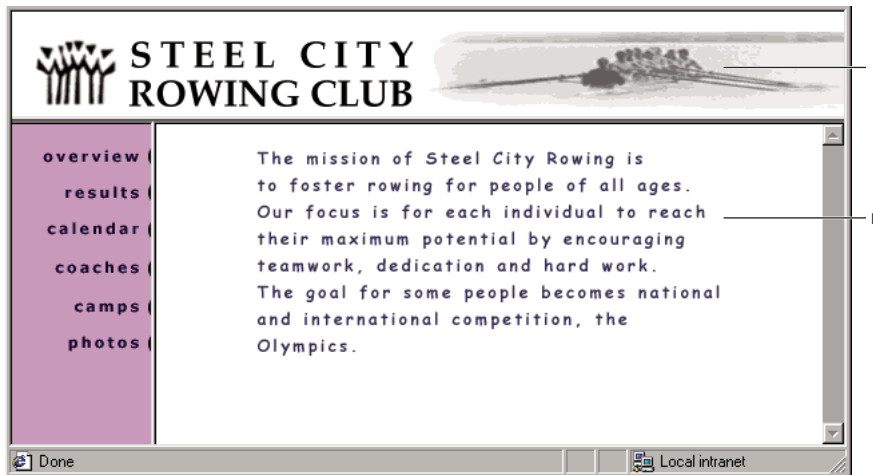 STEEL CITY
ROWING CLUB
overview
results
calendar
coaches
camps
photos
The mission of Steel City Rowing is
to foster rowing for people of all ages.
Our focus is for each individual to reach
their maximum potential by encouraging
teamwork, dedication and hard work.
The goal for some people becomes national
and international competition, the
Olympics.
Done
Local intranet